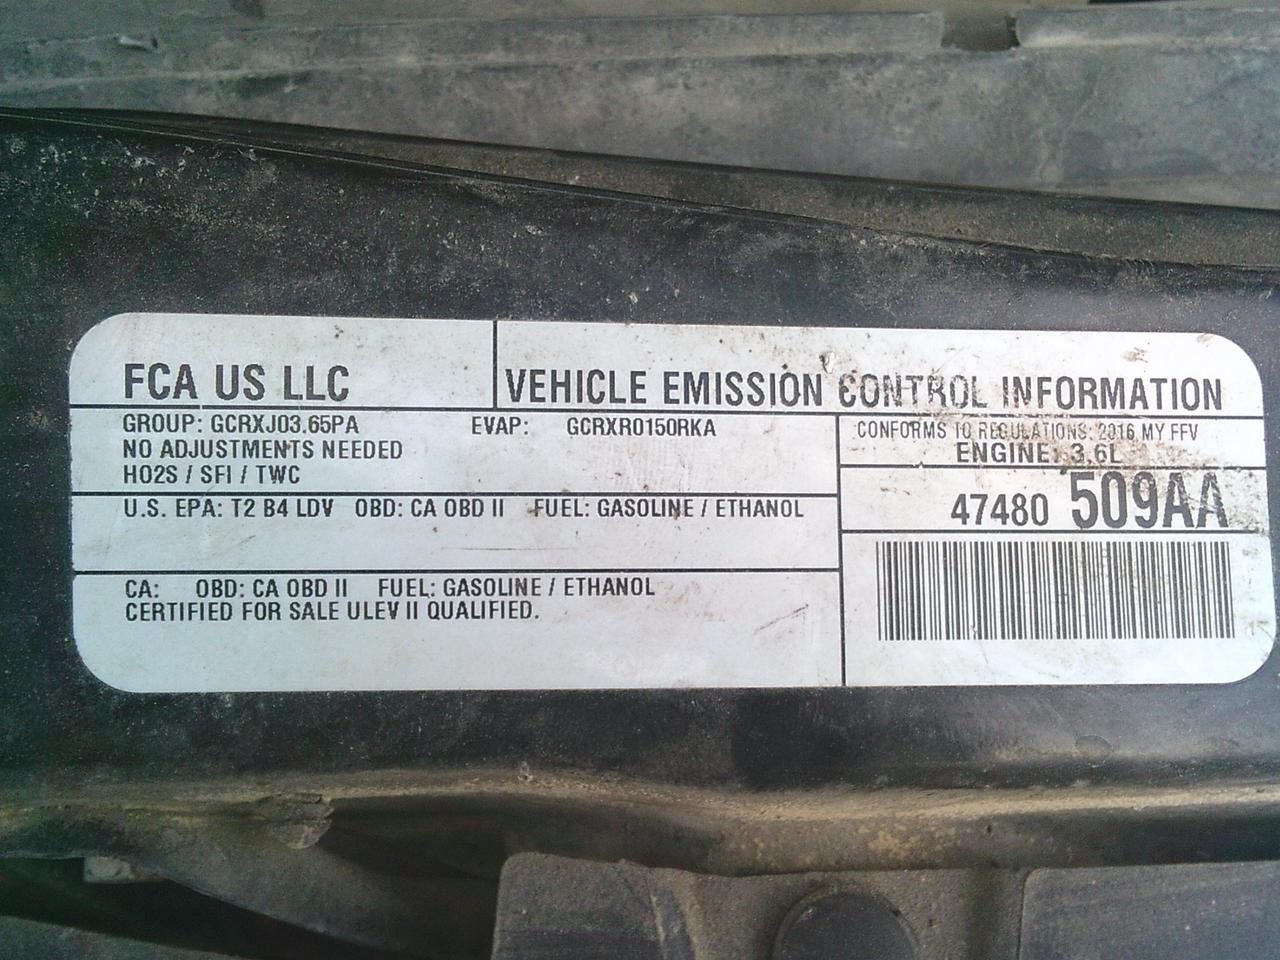 FCA US LLC
VEHICLE EMISSION CONTROL INFORMATION
GROUP: GCRXJ03.65PA EVAP: GCRXR0150RKA
NO ADJUSTMENTS NEEDED
HO2S / SFI / TWC
CONFORMS TO REGULATIONS: 2016 MY FFV
ENGINE: 3.6L
47480 509AA
U.S. EPA: T2 B4 LDV OBD: CA OBD II FUEL: GASOLINE / ETHANOL
CA: OBD: CA OBD II FUEL: GASOLINE / ETHANOL
CERTIFIED FOR SALE ULEV II QUALIFIED.